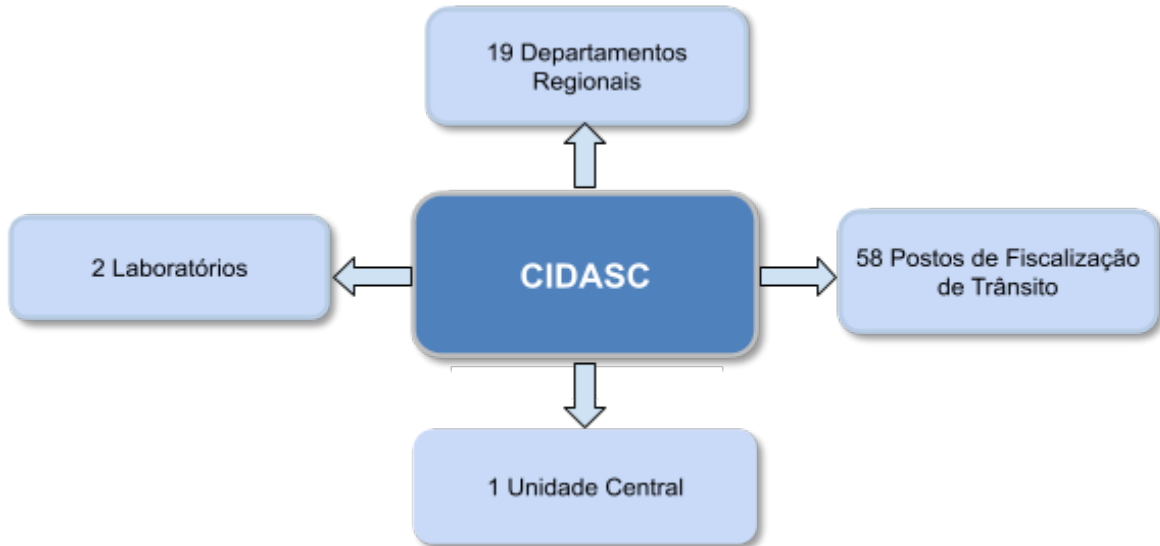 19 Departamentos
Regionais
2 Laboratórios
CIDASC
58 Postos de Fiscalização
de Trânsito
1 Unidade Central